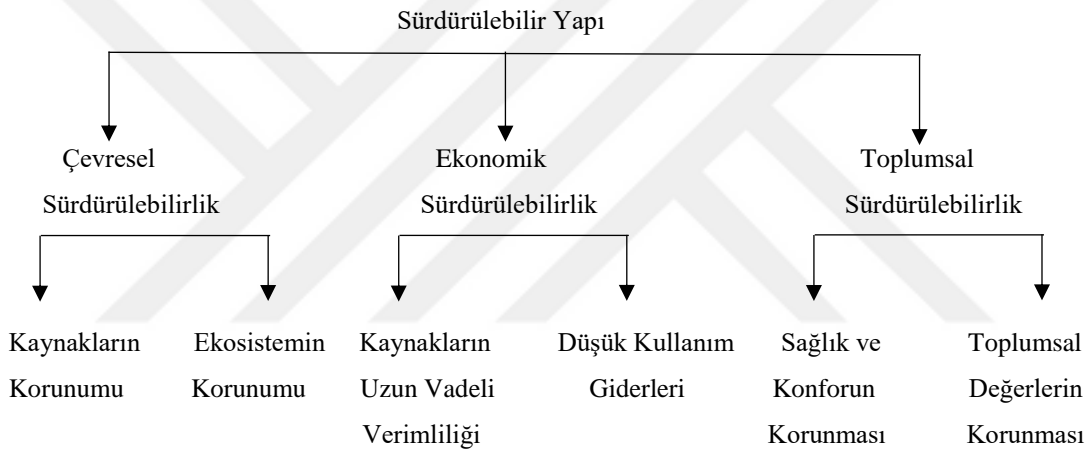 Sürdürülebilir Yapı
Çevresel
Sürdürülebilirlik
Ekonomik
Sürdürülebilirlik
Toplumsal
Sürdürülebilirlik
Kaynakların
Korunumu
Ekosistemin
Korunumu
Kaynakların
Uzun Vadeli
Verimliliği
Düşük Kullanım
Giderleri
Sağlık ve
Konforun
Korunması
Toplumsal
Değerlerin
Korunması